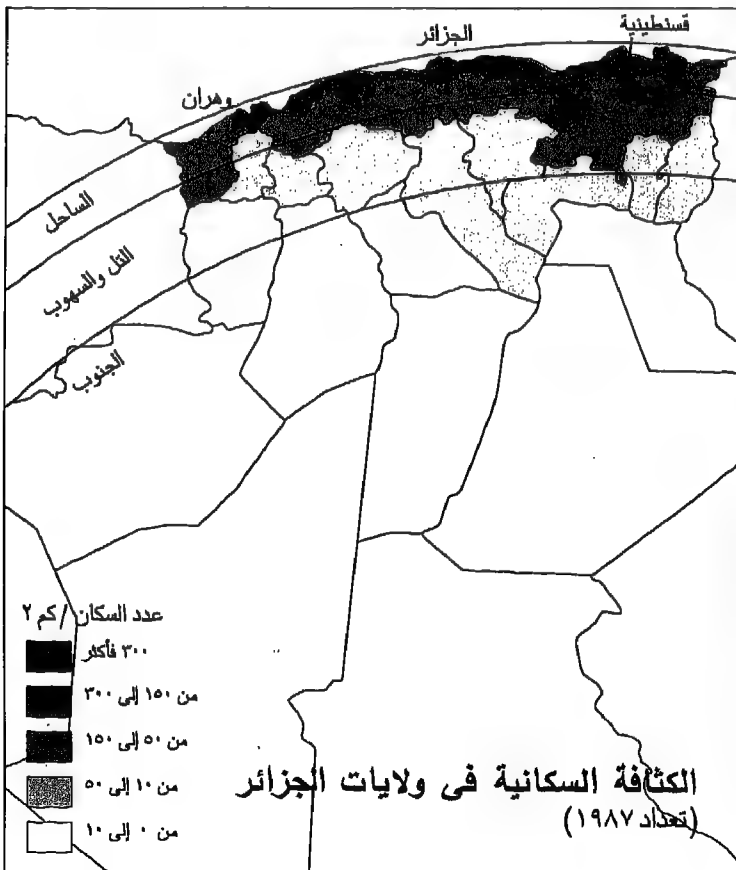 قسنطينية
الجزائر
وهران
الساحل
التل والسهوب
الجنوب
عدد السكان / كم ٢
٣٠٠ فأكثر
من ١٥٠ إلى ٣٠٠
من ٥٠ إلى ١٥٠
من ١٠ إلى ٥٠
من ٠ إلى ١٠
الكثافة السكانية فى ولايات الجزائر
(تعداد ١٩٨٧)